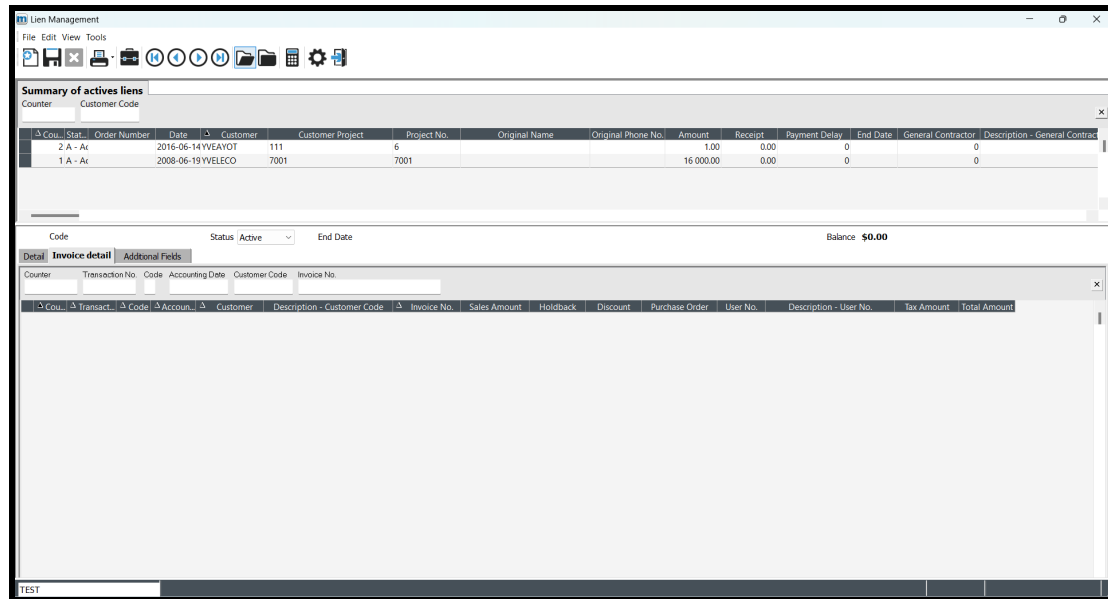 m Lien Management
File Edit View Tools
Summary of actives liens
Counter Customer Code
Cou... Stat... Order Number Date Customer Customer Project Project No. Original Name Original Phone No. Amount Receipt Payment Delay End Date General Contractor Description - General Contract
2 A - Ac 2016-06-14 YVEAYOT 111 6 1.00 0.00 0 0
1 A - Ac 2008-06-19 YVELECO 7001 7001 16 000.00 0.00 0 0
Code Status Active End Date Balance $0.00
Detail Invoice detail Additional Fields
Counter Transaction No. Code Accounting Date Customer Code Invoice No.
Cou... Transact... Code Accoun... Customer Description - Customer Code Invoice No. Sales Amount Holdback Discount Purchase Order User No. Description - User No. Tax Amount Total Amount
TEST